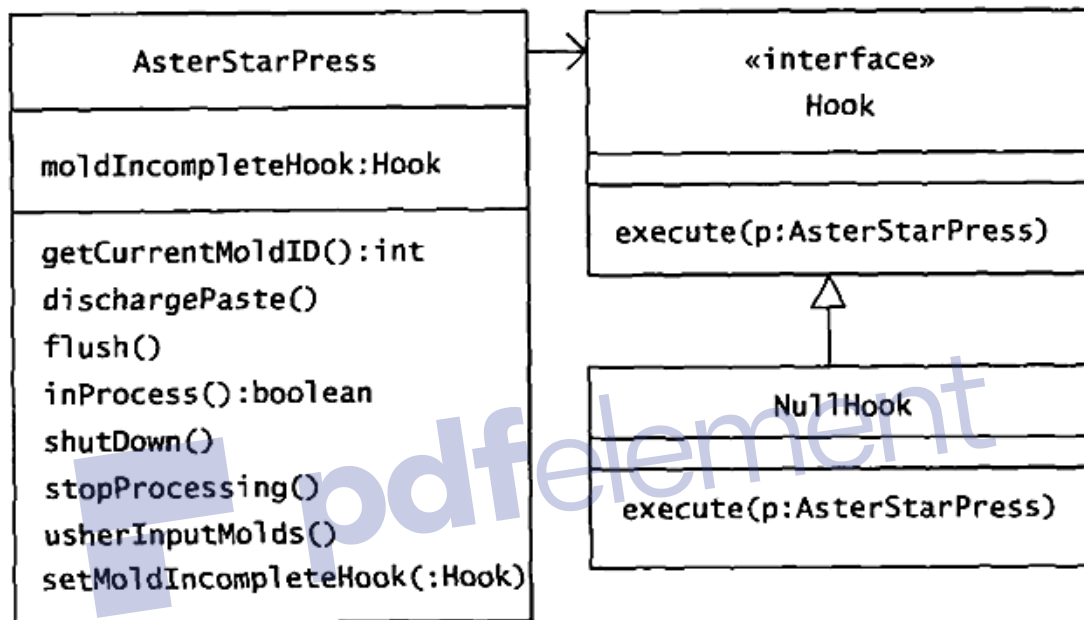 AsterStarPress
moldIncompleteHook:Hook
getCurrentMoldID():int
dischargePaste()
flush()
inProcess():boolean
shutDown()
stopProcessing()
usherInputMolds()
setMoldIncompleteHook(:Hook)
«interface»
Hook
execute(p:AsterStarPress)
NullHook
execute(p:AsterStarPress)
pdfelement